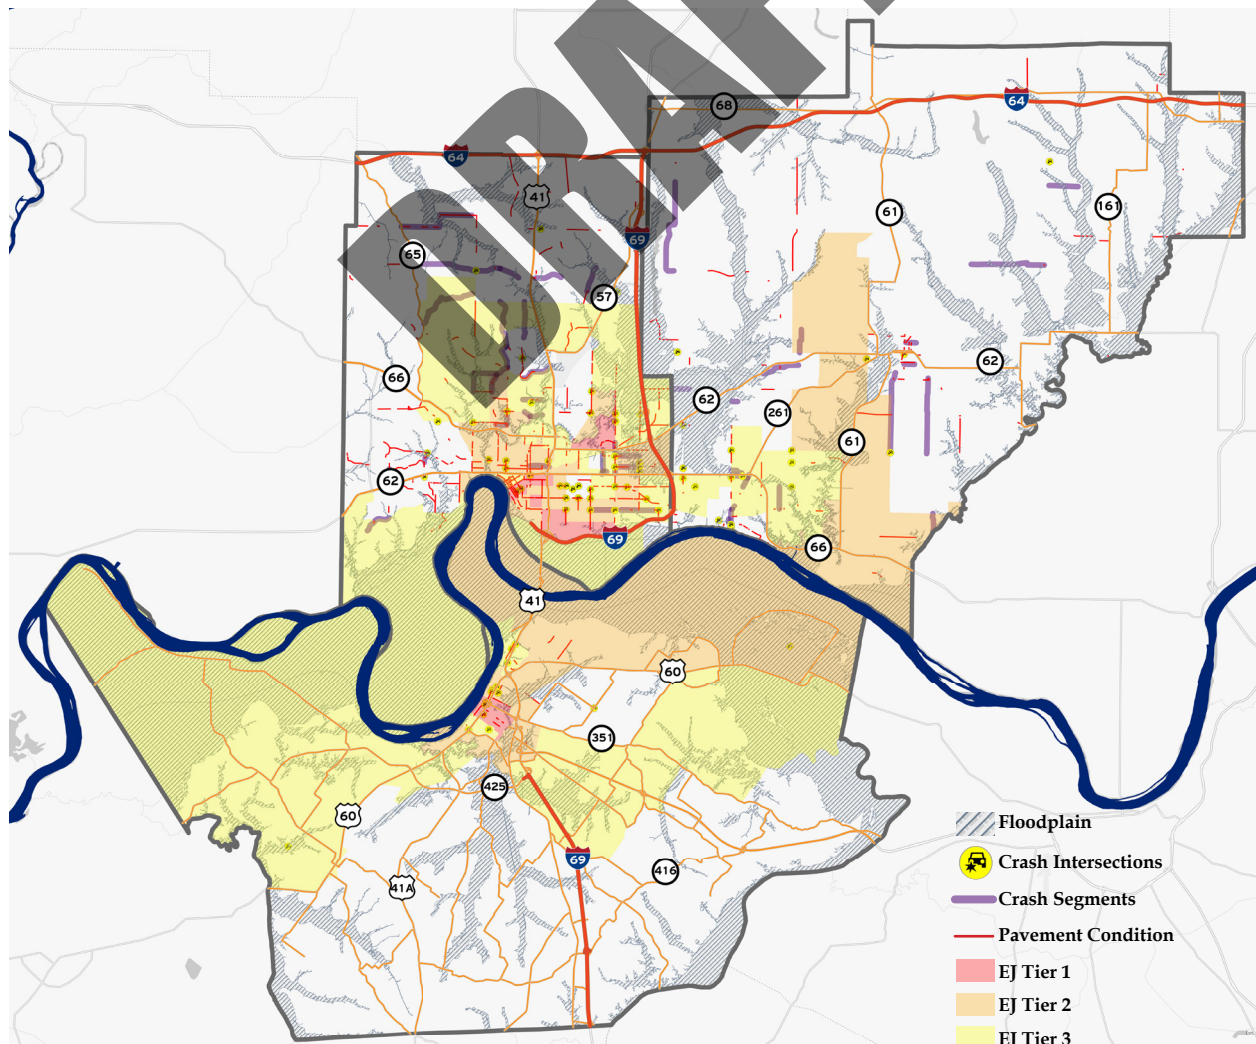 DRAF
68
64
64
41
61
161
65
69
57
66
62
62
261
61
62
69
66
41
60
351
425
60
69
416
41A
Floodplain
Crash Intersections
Crash Segments
Pavement Condition
EJ Tier 1
EJ Tier 2
EJ Tier 3